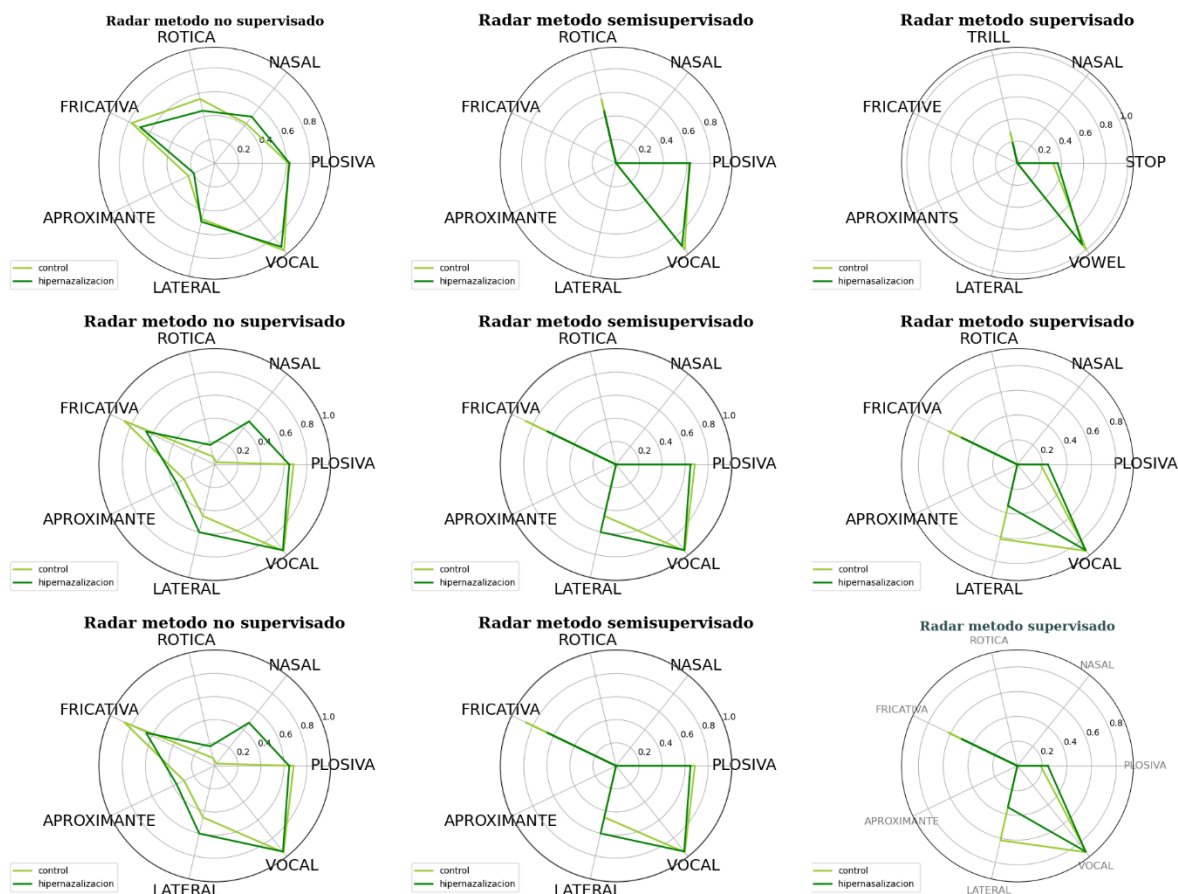 Radar metodo no supervisado
ROTICA
NASAL
FRICATIVA
0.8
0.6
0.4
0.2
PLOSIVA
APROXIMANTE
VOCAL
LATERAL
control
hipernazalizacion
Radar metodo semisupervisado
ROTICA
NASAL
FRICATIVA
0.8
0.6
0.4
0.2
PLOSIVA
APROXIMANTE
VOCAL
LATERAL
control
hipernazalizacion
Radar metodo supervisado
TRILL
NASAL
FRICATIVE
1.0
0.8
0.6
0.4
0.2
STOP
APROXIMANTS
VOWEL
LATERAL
control
hipernasalizacion
Radar metodo no supervisado
ROTICA
NASAL
FRICATIVA
1.0
0.8
0.6
0.4
0.2
PLOSIVA
APROXIMANTE
VOCAL
LATERAL
control
hipernazalizacion
Radar metodo semisupervisado
ROTICA
NASAL
FRICATIVA
1.0
0.8
0.6
0.4
0.2
PLOSIVA
APROXIMANTE
VOCAL
LATERAL
control
hipernazalizacion
Radar metodo supervisado
ROTICA
NASAL
FRICATIVA
0.8
0.6
0.4
0.2
PLOSIVA
APROXIMANTE
VOCAL
LATERAL
control
hipernasalizacion
Radar metodo no supervisado
ROTICA
NASAL
FRICATIVA
1.0
0.8
0.6
0.4
0.2
PLOSIVA
APROXIMANTE
VOCAL
LATERAL
control
hipernazalizacion
Radar metodo semisupervisado
ROTICA
NASAL
FRICATIVA
1.0
0.8
0.6
0.4
0.2
PLOSIVA
APROXIMANTE
VOCAL
LATERAL
control
hipernazalizacion
Radar metodo supervisado
ROTICA
NASAL
FRICATIVA
0.8
0.6
0.4
0.2
PLOSIVA
APROXIMANTE
VOCAL
LATERAL
control
hipernasalizacion